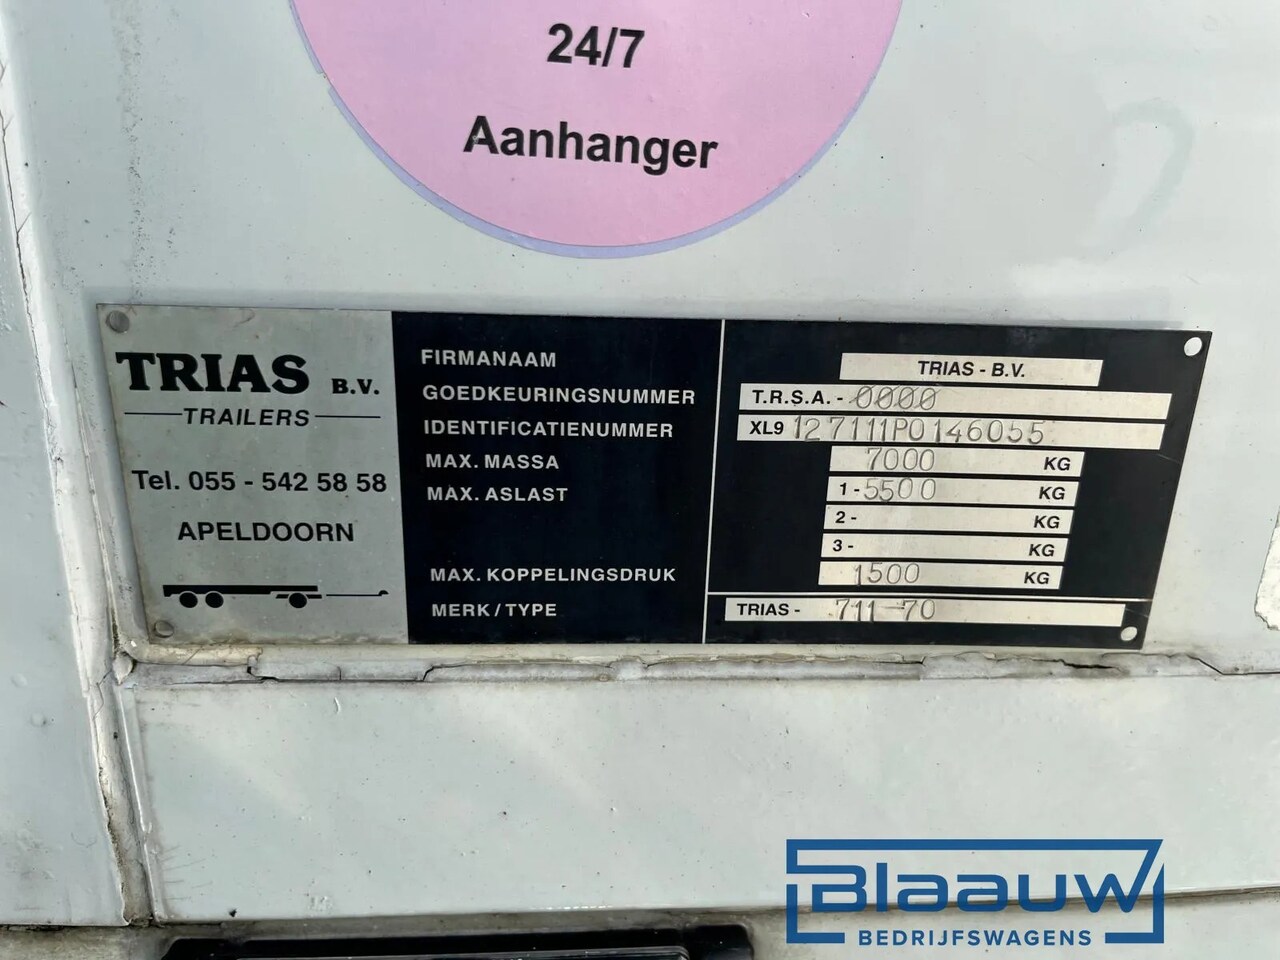 24/7
Aanhanger
TRIAS B.V.
TRAILERS
Tel. 055 - 542 58 58
APELDOORN
FIRMANAAM TRIAS - B.V.
GOEDKEURINGSNUMMER T.R.S.A. - 0000
IDENTIFICATIENUMMER XL9 127111P0146055
MAX. MASSA 7000 KG
MAX. ASLAST 1 - 5500 KG
2 - KG
3 - KG
MAX. KOPPELINGSDRUK 1500 KG
MERK / TYPE TRIAS - 711-70
Blaauw
BEDRIJFSWAGENS